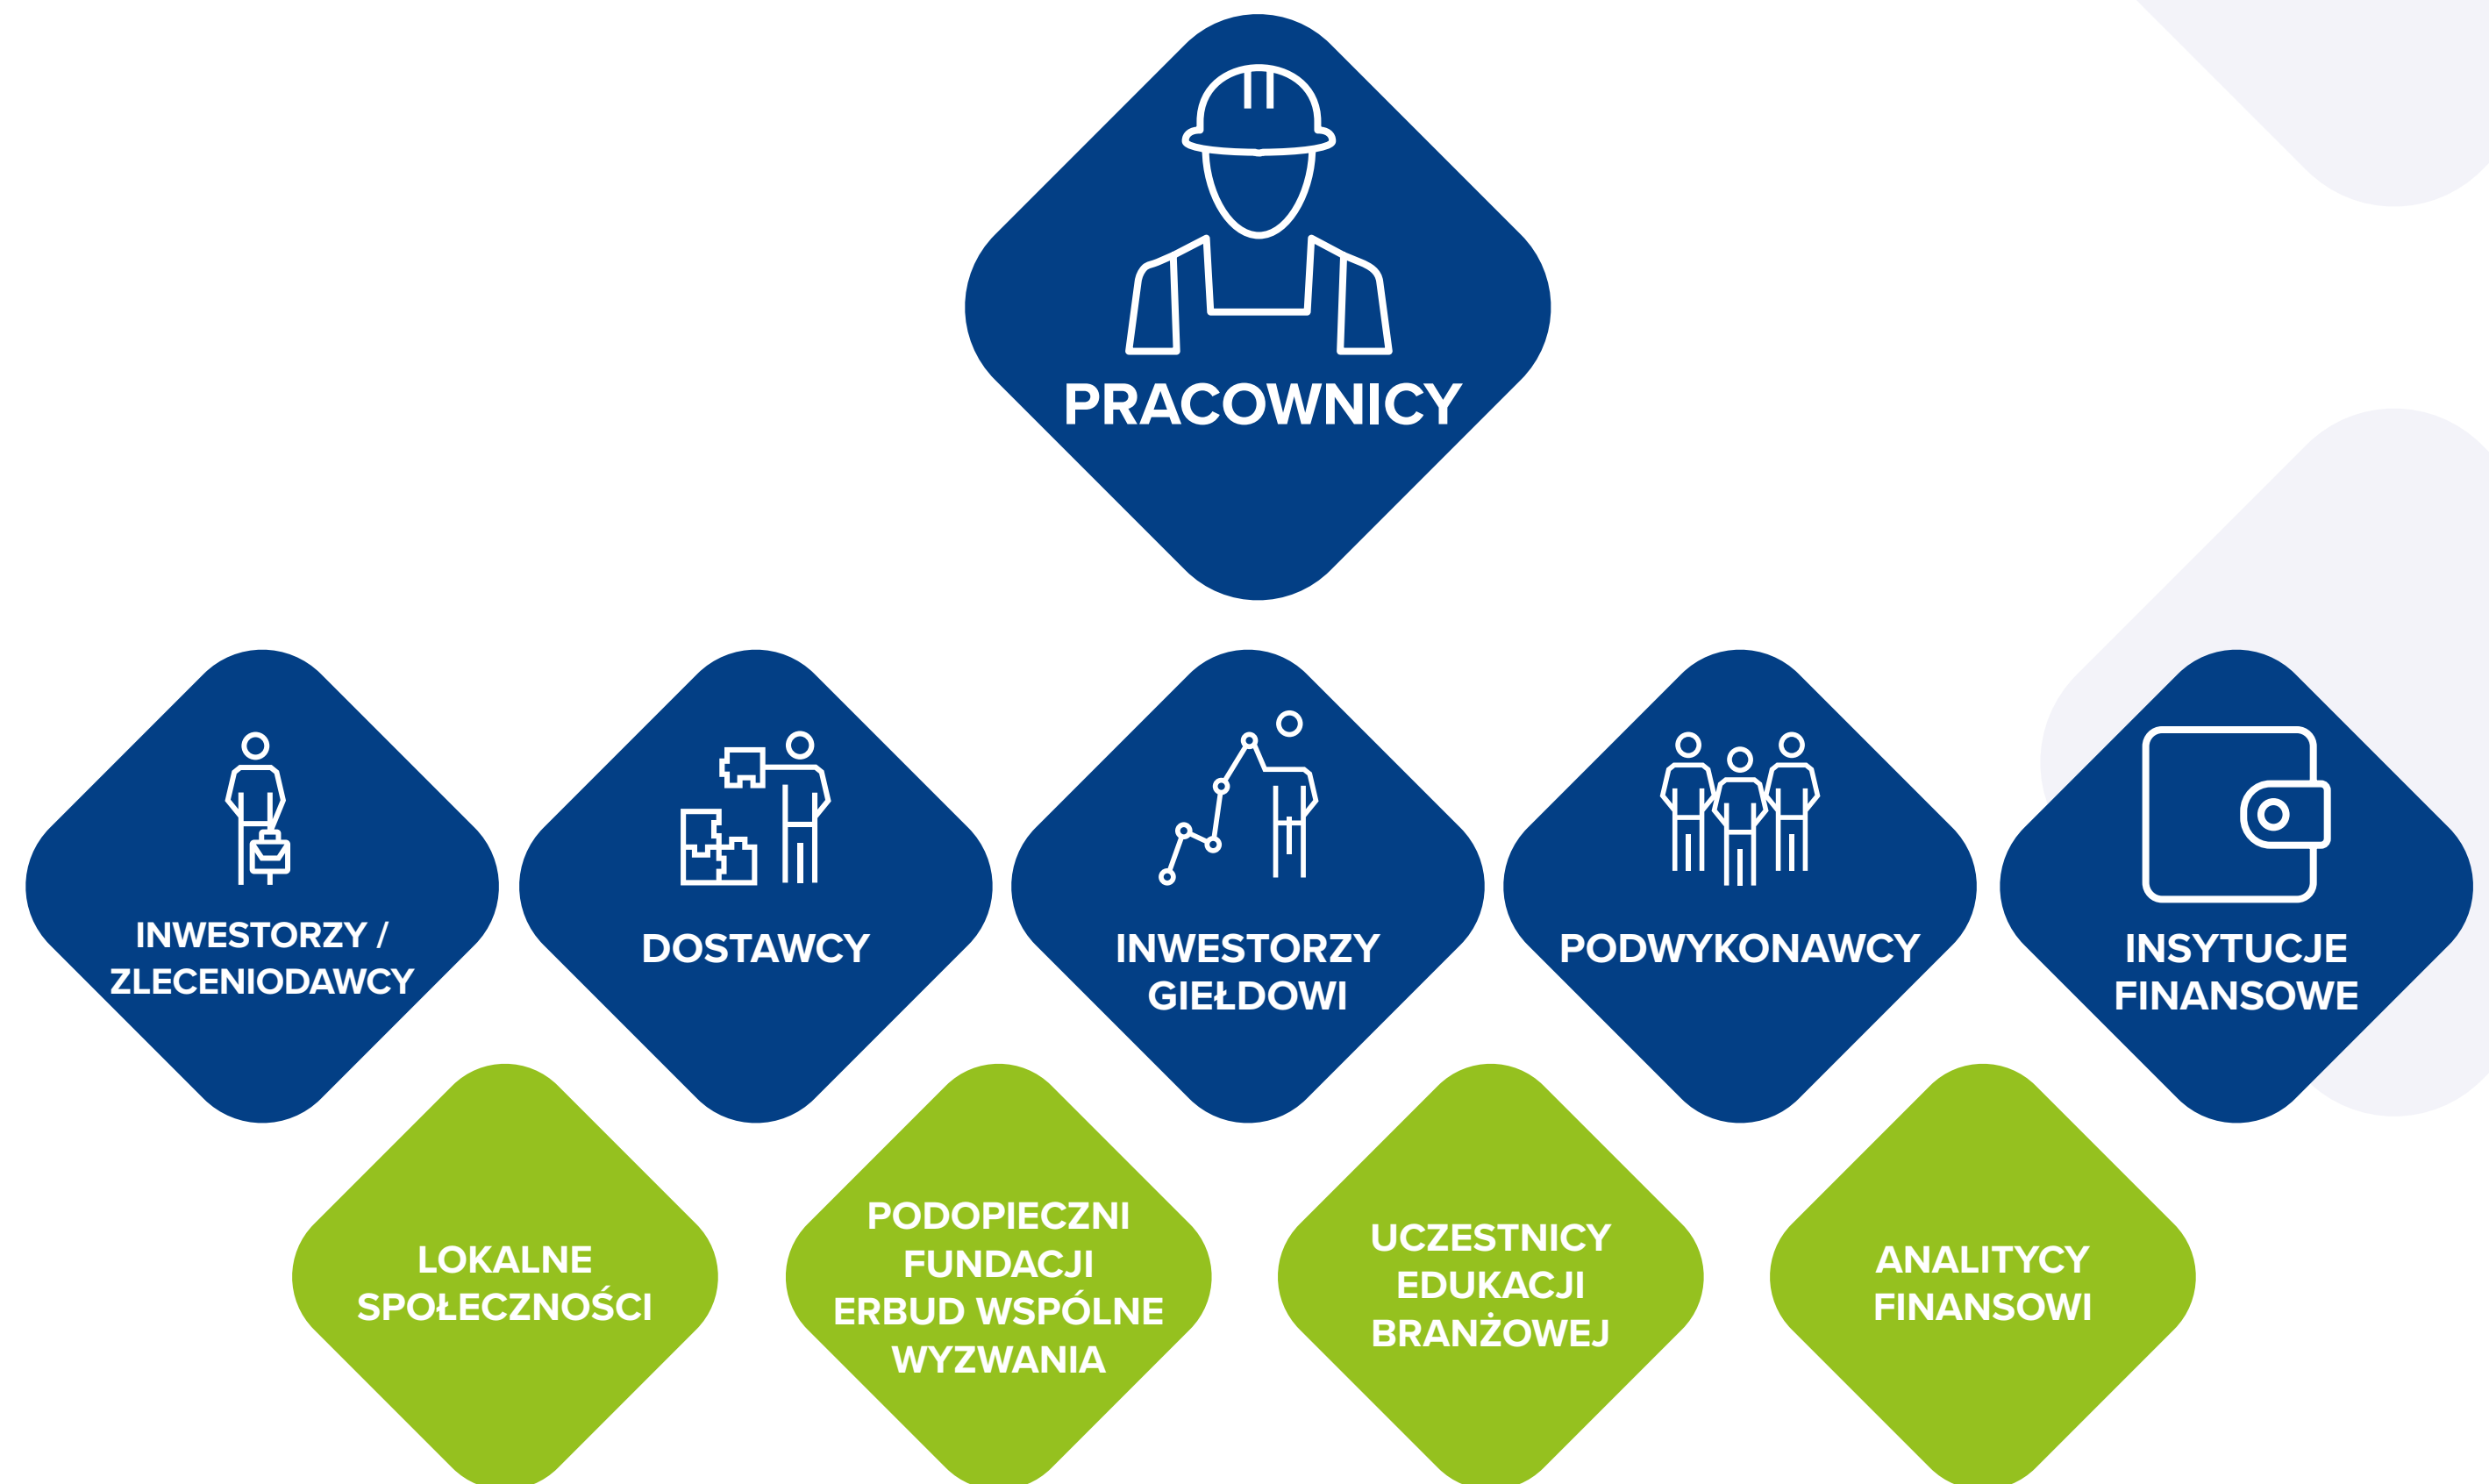 PRACOWNICY
INWESTORZY /
ZLECENIODAWCY
DOSTAWCY
INWESTORZY
GIEŁDOWI
PODWYKONAWCY
INSYTUCJE
FINANSOWE
LOKALNE
SPOŁECZNOŚCI
PODOPIECZNI
FUNDACJI
ERBUD WSPÓLNE
WYZWANIA
UCZESTNICY
EDUKACJI
BRANŻOWEJ
ANALITYCY
FINANSOWI